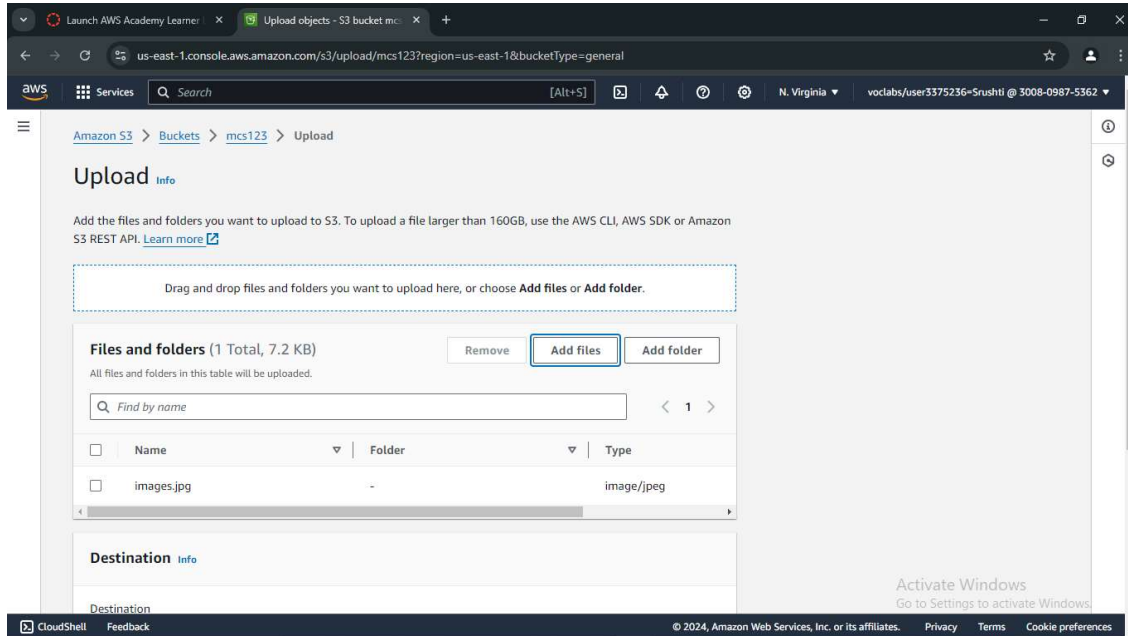 Launch AWS Academy Learner
Upload objects - S3 bucket mc
us-east-1.console.aws.amazon.com/s3/upload/mcs123?region=us-east-1&bucketType=general
aws Services Search [Alt+S] N. Virginia voclabs/user3375236=Srushti @ 3008-0987-5362
Amazon S3 > Buckets > mcs123 > Upload
Upload Info
Add the files and folders you want to upload to S3. To upload a file larger than 160GB, use the AWS CLI, AWS SDK or Amazon
S3 REST API. Learn more
Drag and drop files and folders you want to upload here, or choose Add files or Add folder.
Files and folders (1 Total, 7.2 KB)
Remove Add files Add folder
All files and folders in this table will be uploaded.
Find by name
1
Name Folder Type
images.jpg - image/jpeg
Destination Info
Destination
Activate Windows
Go to Settings to activate Windows.
CloudShell Feedback © 2024, Amazon Web Services, Inc. or its affiliates. Privacy Terms Cookie preferences